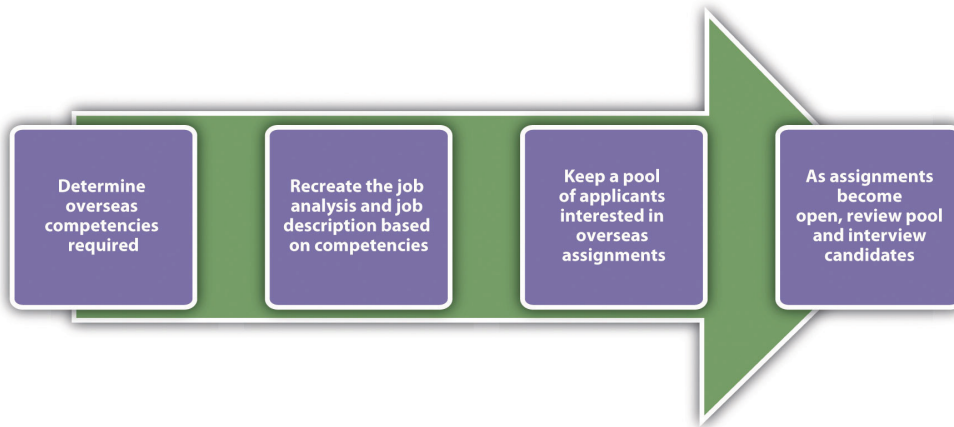 Determine
overseas
competencies
required
Recreate the job
analysis and job
description based
on competencies
Keep a pool
of applicants
interested in
overseas
assignments
As assignments
become
open, review pool
and interview
candidates